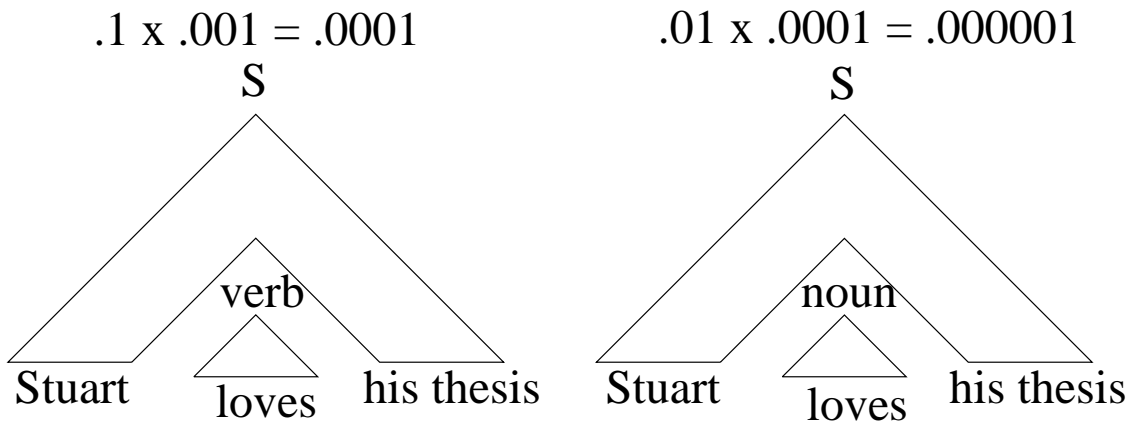 .1 x .001 = .0001
S
verb
Stuart loves his thesis
.01 x .0001 = .000001
S
noun
Stuart loves his thesis